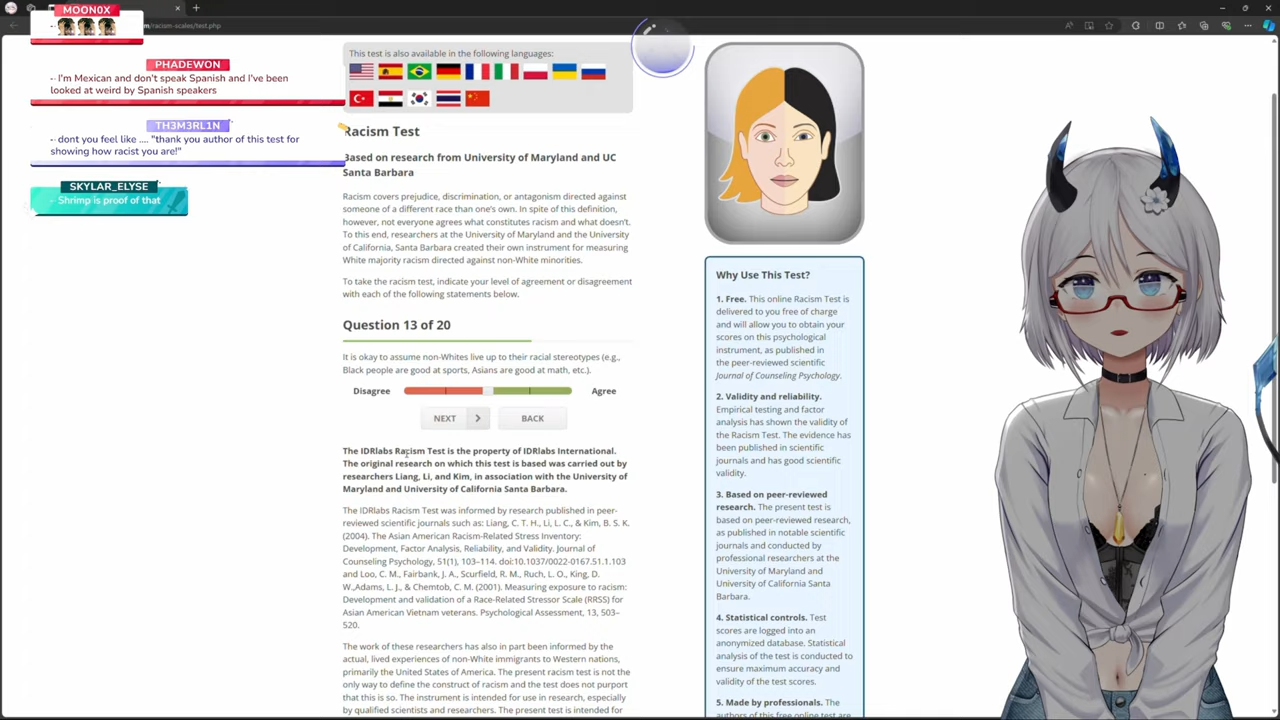 MOON0X
m/racism-scales/test.php
PHADEWON
- I'm Mexican and don't speak Spanish and I've been
looked at weird by Spanish speakers
TH3M3RL1N
- dont you feel like .... "thank you author of this test for
showing how racist you are!"
SKYLAR_ELYSE
- Shrimp is proof of that
This test is also available in the following languages:
Racism Test
Based on research from University of Maryland and UC
Santa Barbara
Racism covers prejudice, discrimination, or antagonism directed against
someone of a different race than one's own. In spite of this definition,
however, not everyone agrees what constitutes racism and what doesn't.
To this end, researchers at the University of Maryland and the University
of California, Santa Barbara created their own instrument for measuring
White majority racism directed against non-White minorities.
To take the racism test, indicate your level of agreement or disagreement
with each of the following statements below.
Question 13 of 20
It is okay to assume non-Whites live up to their racial stereotypes (e.g.,
Black people are good at sports, Asians are good at math, etc.).
Disagree
Agree
NEXT
BACK
The IDRlabs Racism Test is the property of IDRlabs International.
The original research on which this test is based was carried out by
researchers Liang, Li, and Kim, in association with the University of
Maryland and University of California Santa Barbara.
The IDRlabs Racism Test was informed by research published in peer-
reviewed scientific journals such as: Liang, C. T. H., Li, L. C., & Kim, B. S. K.
(2004). The Asian American Racism-Related Stress Inventory:
Development, Factor Analysis, Reliability, and Validity. Journal of
Counseling Psychology, 51(1), 103–114. doi:10.1037/0022-0167.51.1.103
and Loo, C. M., Fairbank, J. A., Scurfield, R. M., Ruch, L. O., King, D.
W.,Adams, L. J., & Chemtob, C. M. (2001). Measuring exposure to racism:
Development and validation of a Race-Related Stressor Scale (RRSS) for
Asian American Vietnam veterans. Psychological Assessment, 13, 503–
520.
The work of these researchers has also in part been informed by the
actual, lived experiences of non-White immigrants to Western nations,
primarily the United States of America. The present racism test is not the
only way to define the construct of racism and the test does not purport
that this is so. The instrument is intended for use in research, especially
by qualified scientists and researchers. The present test is intended for
Why Use This Test?
1. Free. This online Racism Test is
delivered to you free of charge
and will allow you to obtain your
scores on this psychological
instrument, as published in
the peer-reviewed scientific
Journal of Counseling Psychology.
2. Validity and reliability.
Empirical testing and factor
analysis has shown the validity of
the Racism Test. The evidence has
been published in scientific
journals and has good scientific
validity.
3. Based on peer-reviewed
research. The present test is
based on peer-reviewed research,
as published in notable scientific
journals and conducted by
professional researchers at the
University of Maryland and
University of California Santa
Barbara.
4. Statistical controls. Test
scores are logged into an
anonymized database. Statistical
analysis of the test is conducted to
ensure maximum accuracy and
validity of the test scores.
5. Made by professionals. The
authors of this free online test are